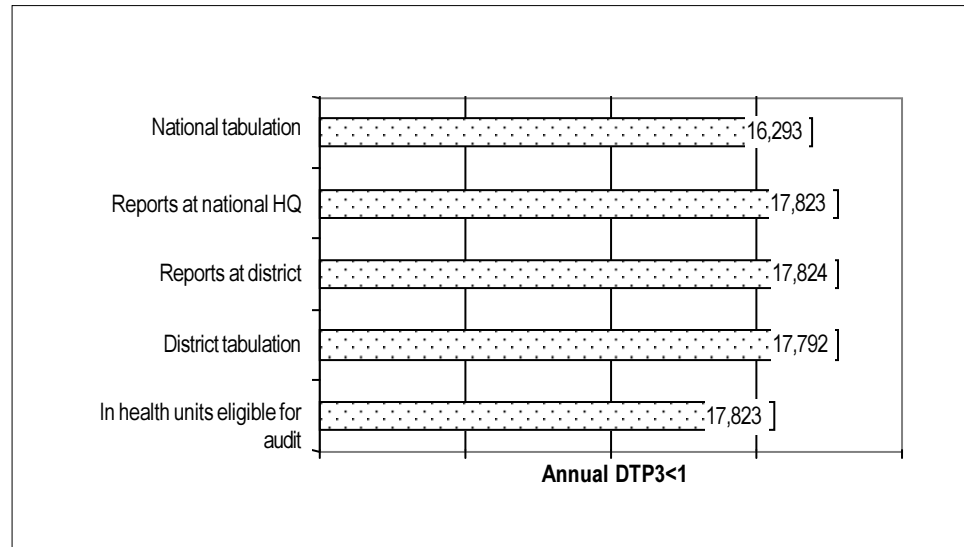 National tabulation
16,293 ]
Reports at national HQ
17,823 ]
Reports at district
17,824 ]
District tabulation
17,792 ]
In health units eligible for
audit
17,823 ]
Annual DTP3<1